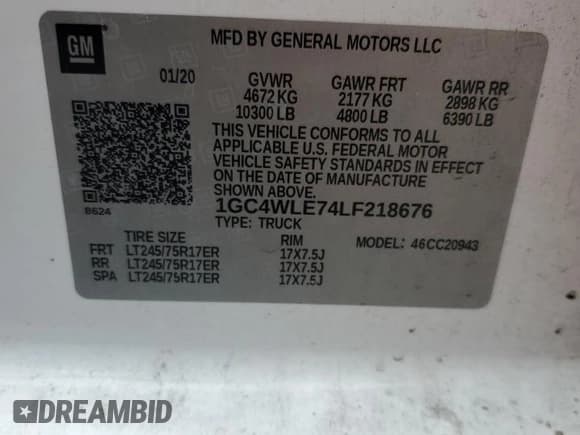 GM
MFD BY GENERAL MOTORS LLC
01/20 GVWR GAWR FRT GAWR RR
4672 KG 2177 KG 2898 KG
10300 LB 4800 LB 6390 LB
THIS VEHICLE CONFORMS TO ALL
APPLICABLE U.S. FEDERAL MOTOR
VEHICLE SAFETY STANDARDS IN EFFECT
ON THE DATE OF MANUFACTURE
SHOWN ABOVE.
B624
1GC4WLE74LF218676
TYPE: TRUCK
TIRE SIZE RIM MODEL: 46CC20943
FRT LT245/75R17ER 17X7.5J
RR LT245/75R17ER 17X7.5J
SPA LT245/75R17ER 17X7.5J
DREAMBID